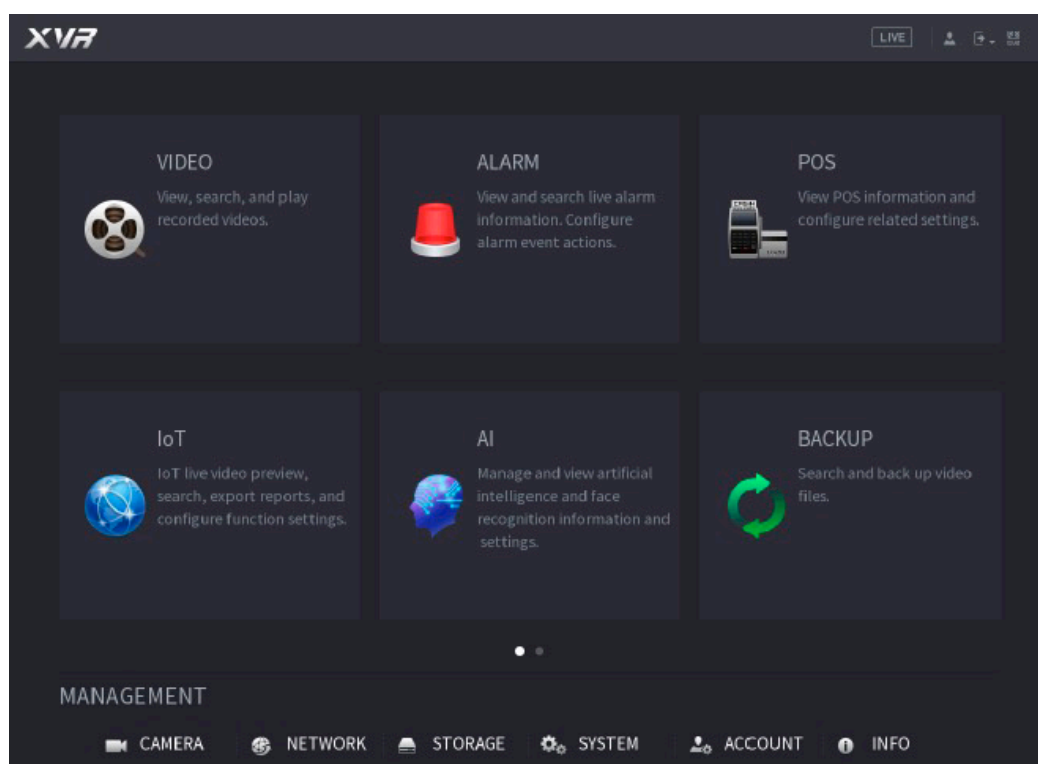 XVR
LIVE
VIDEO
View, search, and play
recorded videos.
ALARM
View and search live alarm
information. Configure
alarm event actions.
POS
View POS information and
configure related settings.
IoT
IoT live video preview,
search, export reports, and
configure function settings.
AI
Manage and view artificial
intelligence and face
recognition information and
settings.
BACKUP
Search and back up video
files.
MANAGEMENT
CAMERA NETWORK STORAGE SYSTEM ACCOUNT INFO